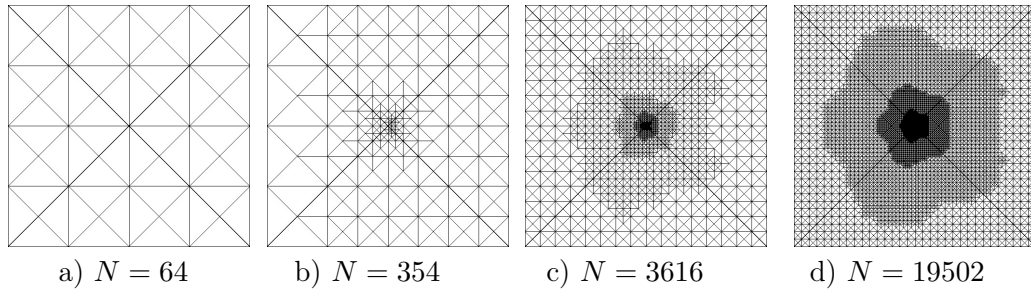 a) N = 64 b) N = 354 c) N = 3616 d) N = 19502